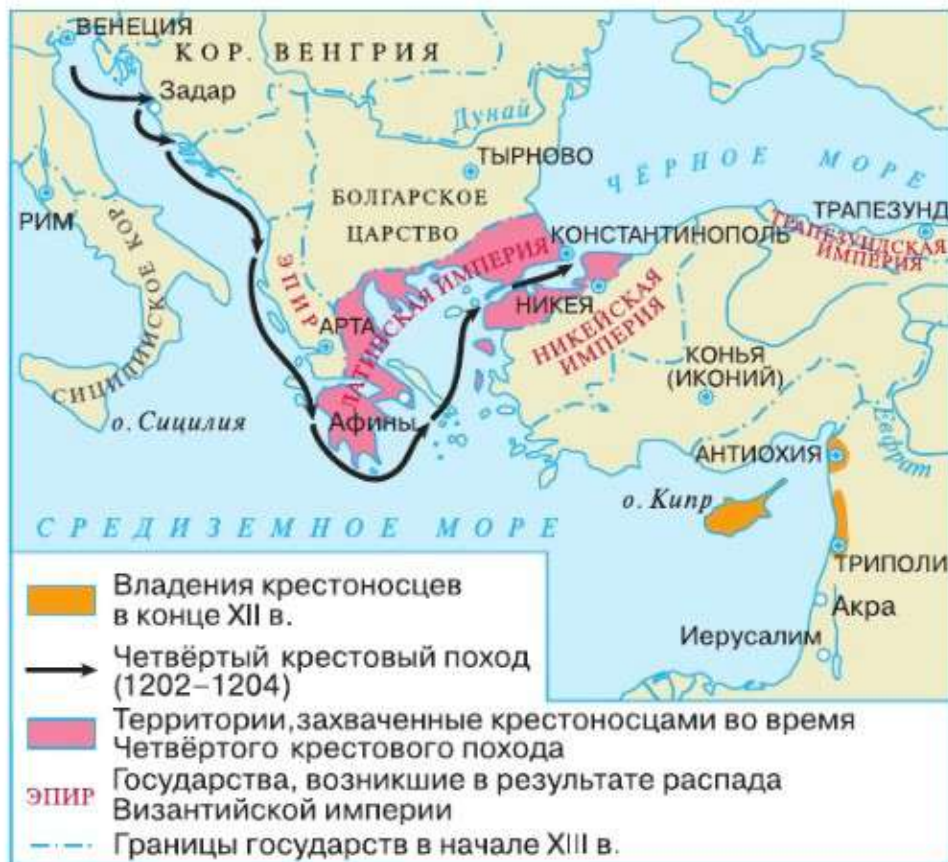 ВЕНЕЦИЯ
КОР. ВЕНГРИЯ
Задар
Дунай
ТЫРНОВО
ЧЁРНОЕ МОРЕ
РИМ
БОЛГАРСКОЕ
ЦАРСТВО
КОНСТАНТИНОПОЛЬ
ТРАПЕЗУНД
ТРАПЕЗУНДСКАЯ
ИМПЕРИЯ
СИЦИЛИЙСКОЕ КОР.
ЭПИР
АРТА
ЛАТИНСКАЯ ИМПЕРИЯ
НИКЕЯ
НИКЕЙСКАЯ
ИМПЕРИЯ
КОНЬЯ
(ИКОНИЙ)
о. Сицилия
Афины
АНТИОХИЯ
Евфрат
о. Кипр
СРЕДИЗЕМНОЕ МОРЕ
ТРИПОЛИ
Акра
Иерусалим
Владения крестоносцев
в конце XII в.
Четвёртый крестовый поход
(1202–1204)
Территории, захваченные крестоносцами во время
Четвёртого крестового похода
ЭПИР
Государства, возникшие в результате распада
Византийской империи
Границы государств в начале XIII в.